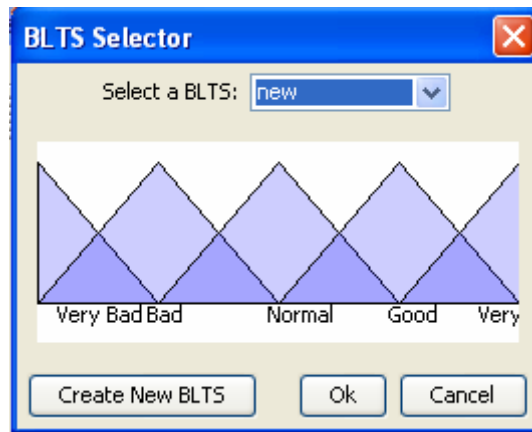 BLTS Selector
Select a BLTS: new
Very Bad Bad Normal Good Very
Create New BLTS Ok Cancel